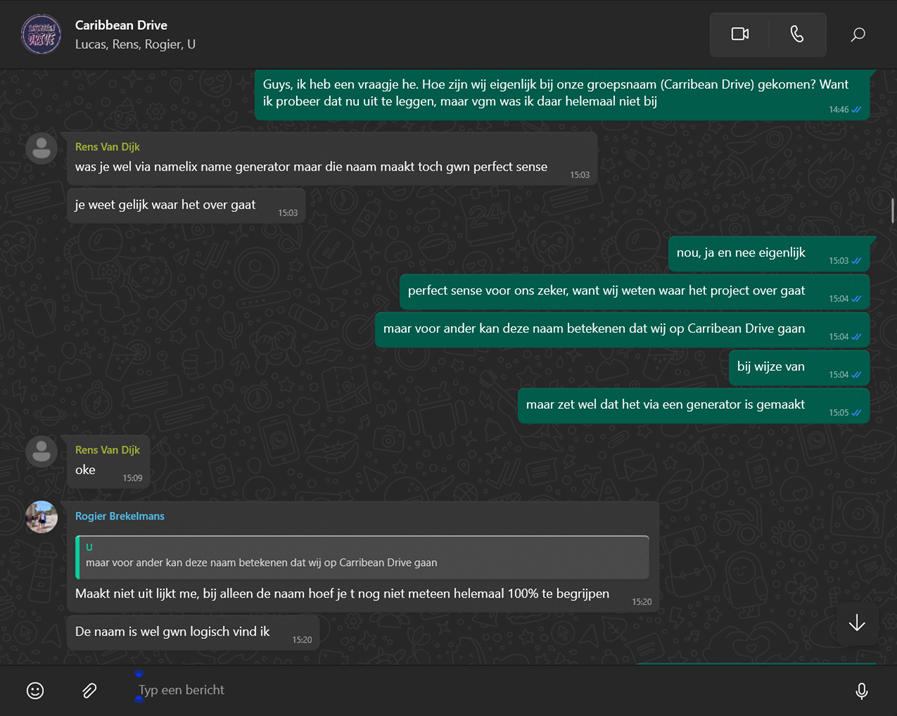 Caribbean Drive
Lucas, Rens, Rogier, U
Guys, ik heb een vraagje he. Hoe zijn wij eigenlijk bij onze groepsnaam (Carribean Drive) gekomen? Want
ik probeer dat nu uit te leggen, maar vgm was ik daar helemaal niet bij
14:46
Rens Van Dijk
was je wel via namelix name generator maar die naam maakt toch gwn perfect sense
15:03
je weet gelijk waar het over gaat
15:03
nou, ja en nee eigenlijk
15:03
perfect sense voor ons zeker, want wij weten waar het project over gaat
15:04
maar voor ander kan deze naam betekenen dat wij op Carribean Drive gaan
15:04
bij wijze van
15:04
maar zet wel dat het via een generator is gemaakt
15:05
Rens Van Dijk
oke
15:09
Rogier Brekelmans
U
maar voor ander kan deze naam betekenen dat wij op Carribean Drive gaan
Maakt niet uit lijkt me, bij alleen de naam hoef je t nog niet meteen helemaal 100% te begrijpen
15:20
De naam is wel gwn logisch vind ik
15:20
Typ een bericht